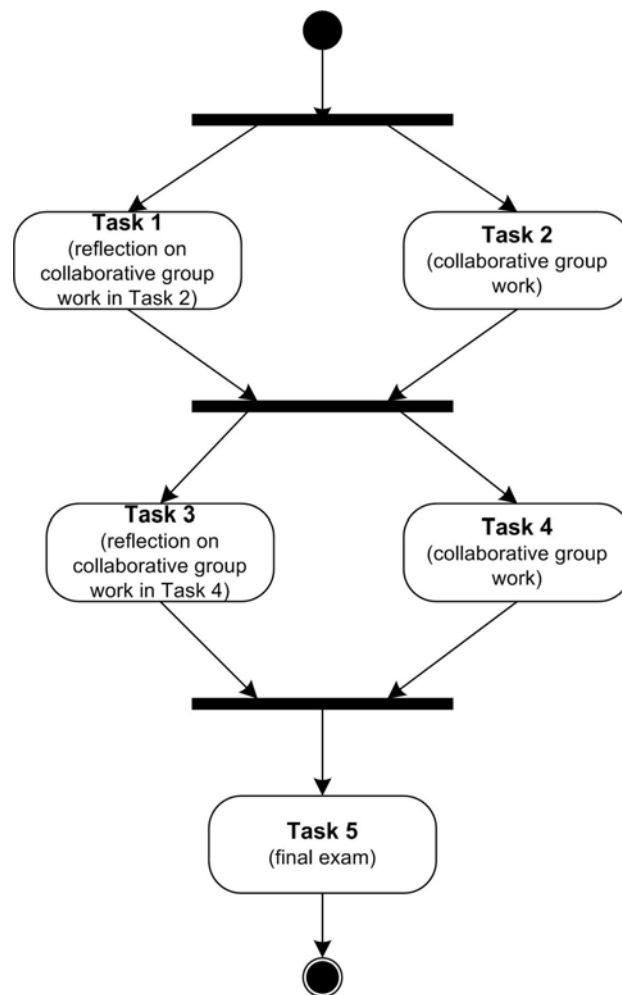 Task 1
(reflection on
collaborative group
work in Task 2)
Task 2
(collaborative group
work)
Task 3
(reflection on
collaborative group
work in Task 4)
Task 4
(collaborative group
work)
Task 5
(final exam)